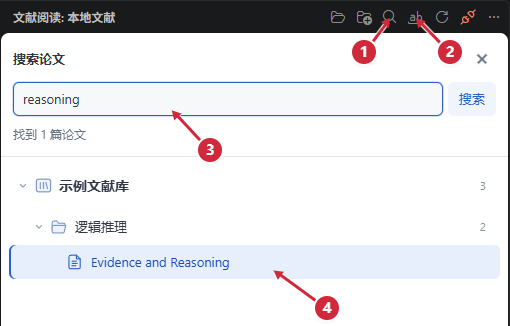 文献阅读: 本地文献
ab
1
2
搜索论文
reasoning
搜索
3
找到 1 篇论文
示例文献库 3
逻辑推理 2
Evidence and Reasoning
4